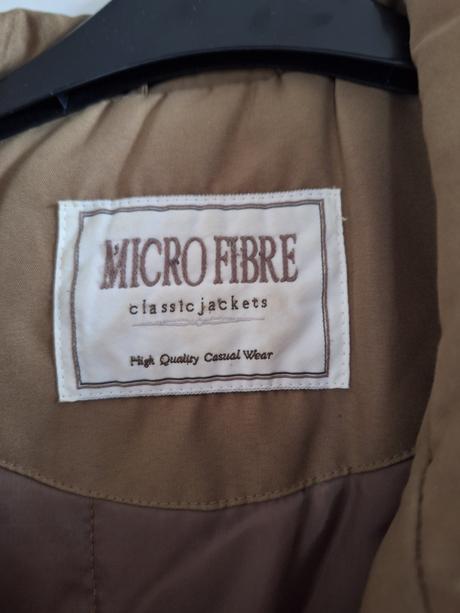 MICRO FIBRE
classic jackets
High Quality Casual Wear